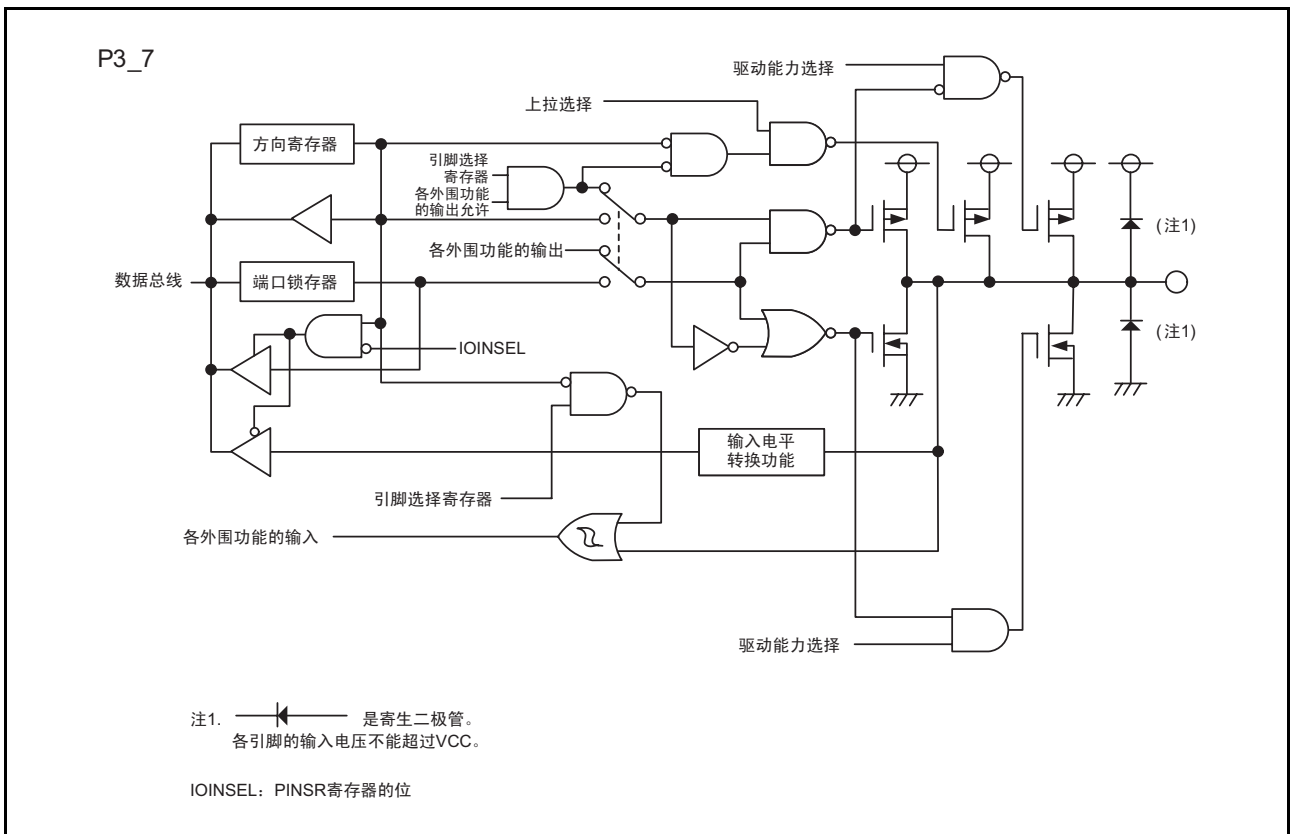 P3_7
驱动能力选择
上拉选择
方向寄存器
引脚选择
寄存器
各外围功能
的输出允许
(注1)
各外围功能的输出
数据总线
端口锁存器
(注1)
IOINSEL
输入电平
转换功能
引脚选择寄存器
各外围功能的输入
驱动能力选择
注1. 是寄生二极管。
各引脚的输入电压不能超过VCC。
IOINSEL：PINSR寄存器的位